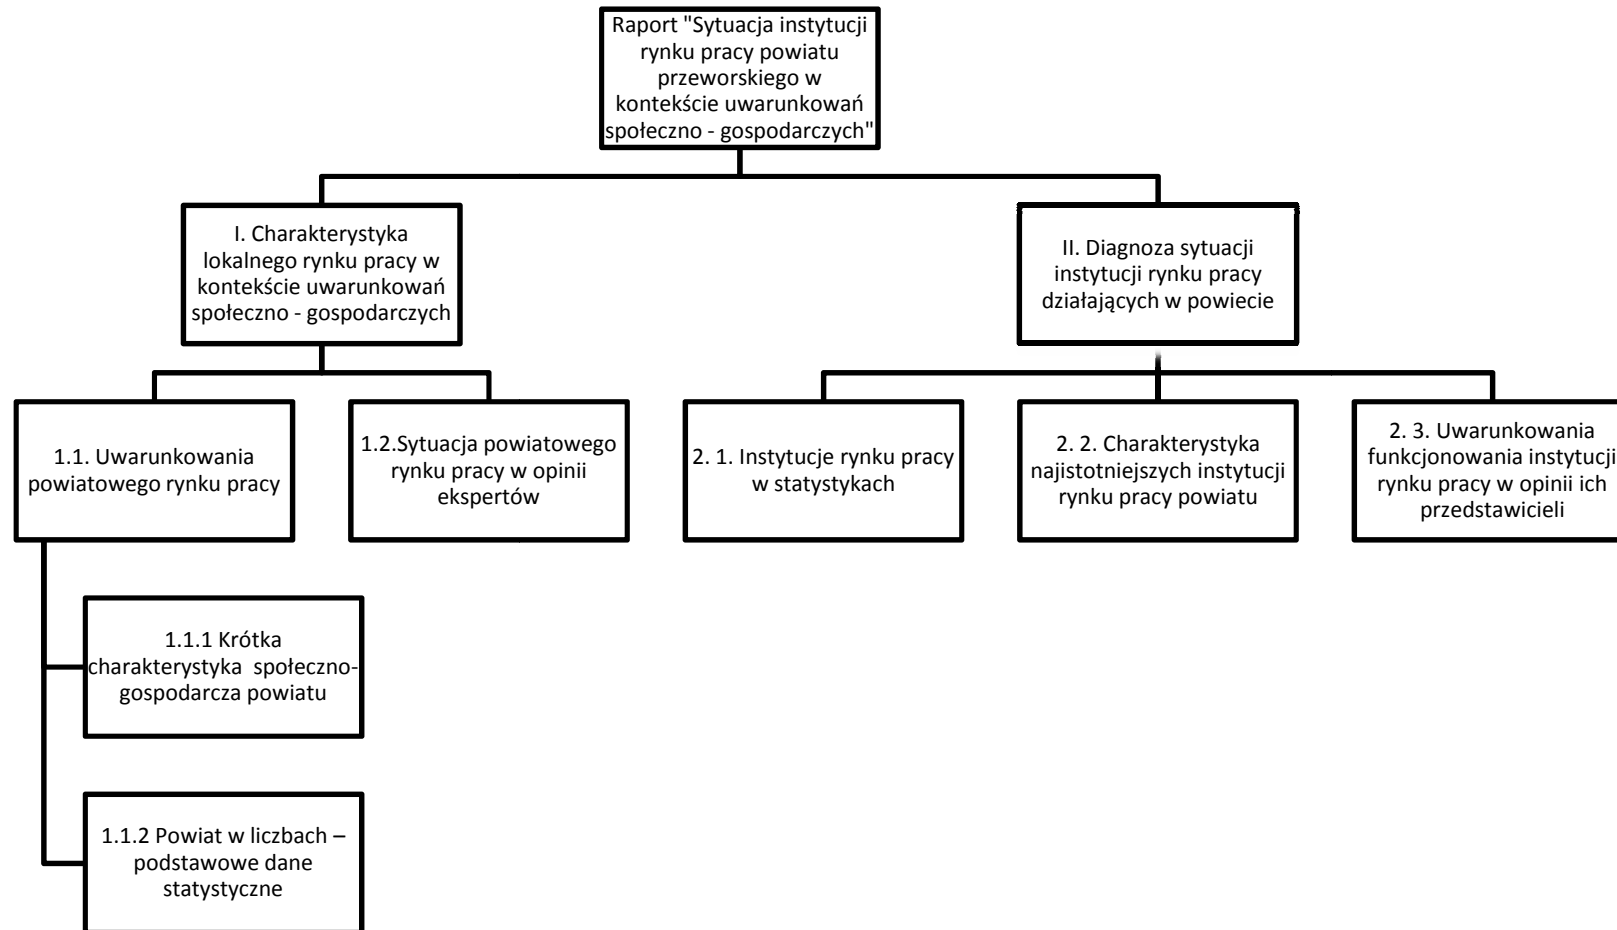 Raport "Sytuacja instytucji
rynku pracy powiatu
przeworskiego w
kontekście uwarunkowań
społeczno - gospodarczych"
I. Charakterystyka
lokalnego rynku pracy w
kontekście uwarunkowań
społeczno - gospodarczych
II. Diagnoza sytuacji
instytucji rynku pracy
działających w powiecie
1.1. Uwarunkowania
powiatowego rynku pracy
1.2.Sytuacja powiatowego
rynku pracy w opinii
ekspertów
2. 1. Instytucje rynku pracy
w statystykach
2. 2. Charakterystyka
najistotniejszych instytucji
rynku pracy powiatu
2. 3. Uwarunkowania
funkcjonowania instytucji
rynku pracy w opinii ich
przedstawicieli
1.1.1 Krótka
charakterystyka  społeczno-
gospodarcza powiatu
1.1.2 Powiat w liczbach –
podstawowe dane
statystyczne